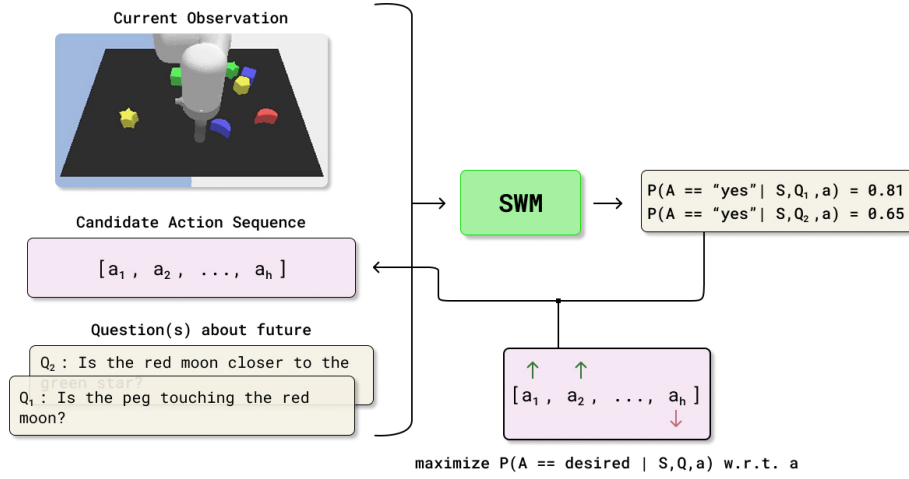 Current Observation
Candidate Action Sequence
[a₁, a₂, ..., aₕ]
Question(s) about future
Q₂: Is the red moon closer to the
green star?
Q₁: Is the peg touching the red
moon?
SWM
P(A == “yes”| S,Q₁,a) = 0.81
P(A == “yes”| S,Q₂,a) = 0.65
[a₁, a₂, ..., aₕ]
maximize P(A == desired | S,Q,a) w.r.t. a